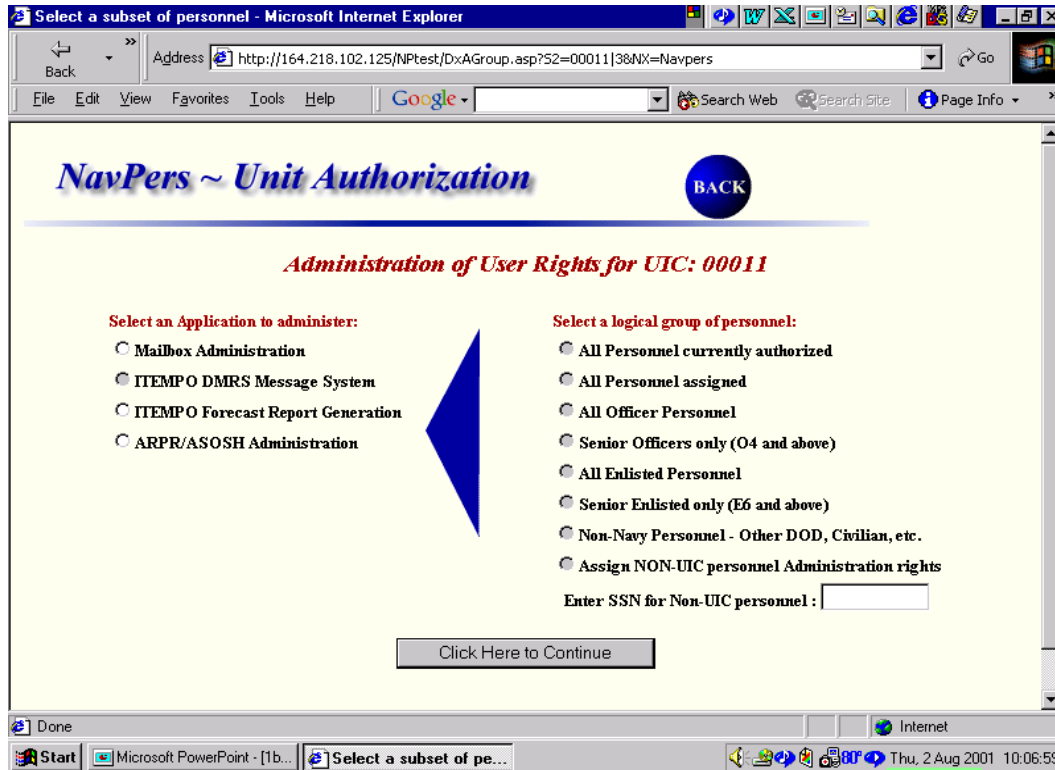 Select a subset of personnel - Microsoft Internet Explorer
Back
»
Address http://164.218.102.125/NPtest/DxAGroup.asp?S2=00011|3&NX=Navpers
Go
File Edit View Favorites Tools Help Google Search Web Search Site Page Info »
NavPers ~ Unit Authorization
BACK
Administration of User Rights for UIC: 00011
Select an Application to administer:
Mailbox Administration
ITEMPO DMRS Message System
ITEMPO Forecast Report Generation
ARPR/ASOSH Administration
Select a logical group of personnel:
All Personnel currently authorized
All Personnel assigned
All Officer Personnel
Senior Officers only (O4 and above)
All Enlisted Personnel
Senior Enlisted only (E6 and above)
Non-Navy Personnel - Other DOD, Civilian, etc.
Assign NON-UIC personnel Administration rights
Enter SSN for Non-UIC personnel :
Click Here to Continue
Done
Internet
Start Microsoft PowerPoint - [1b... Select a subset of pe... 80° Thu, 2 Aug 2001 10:06:59